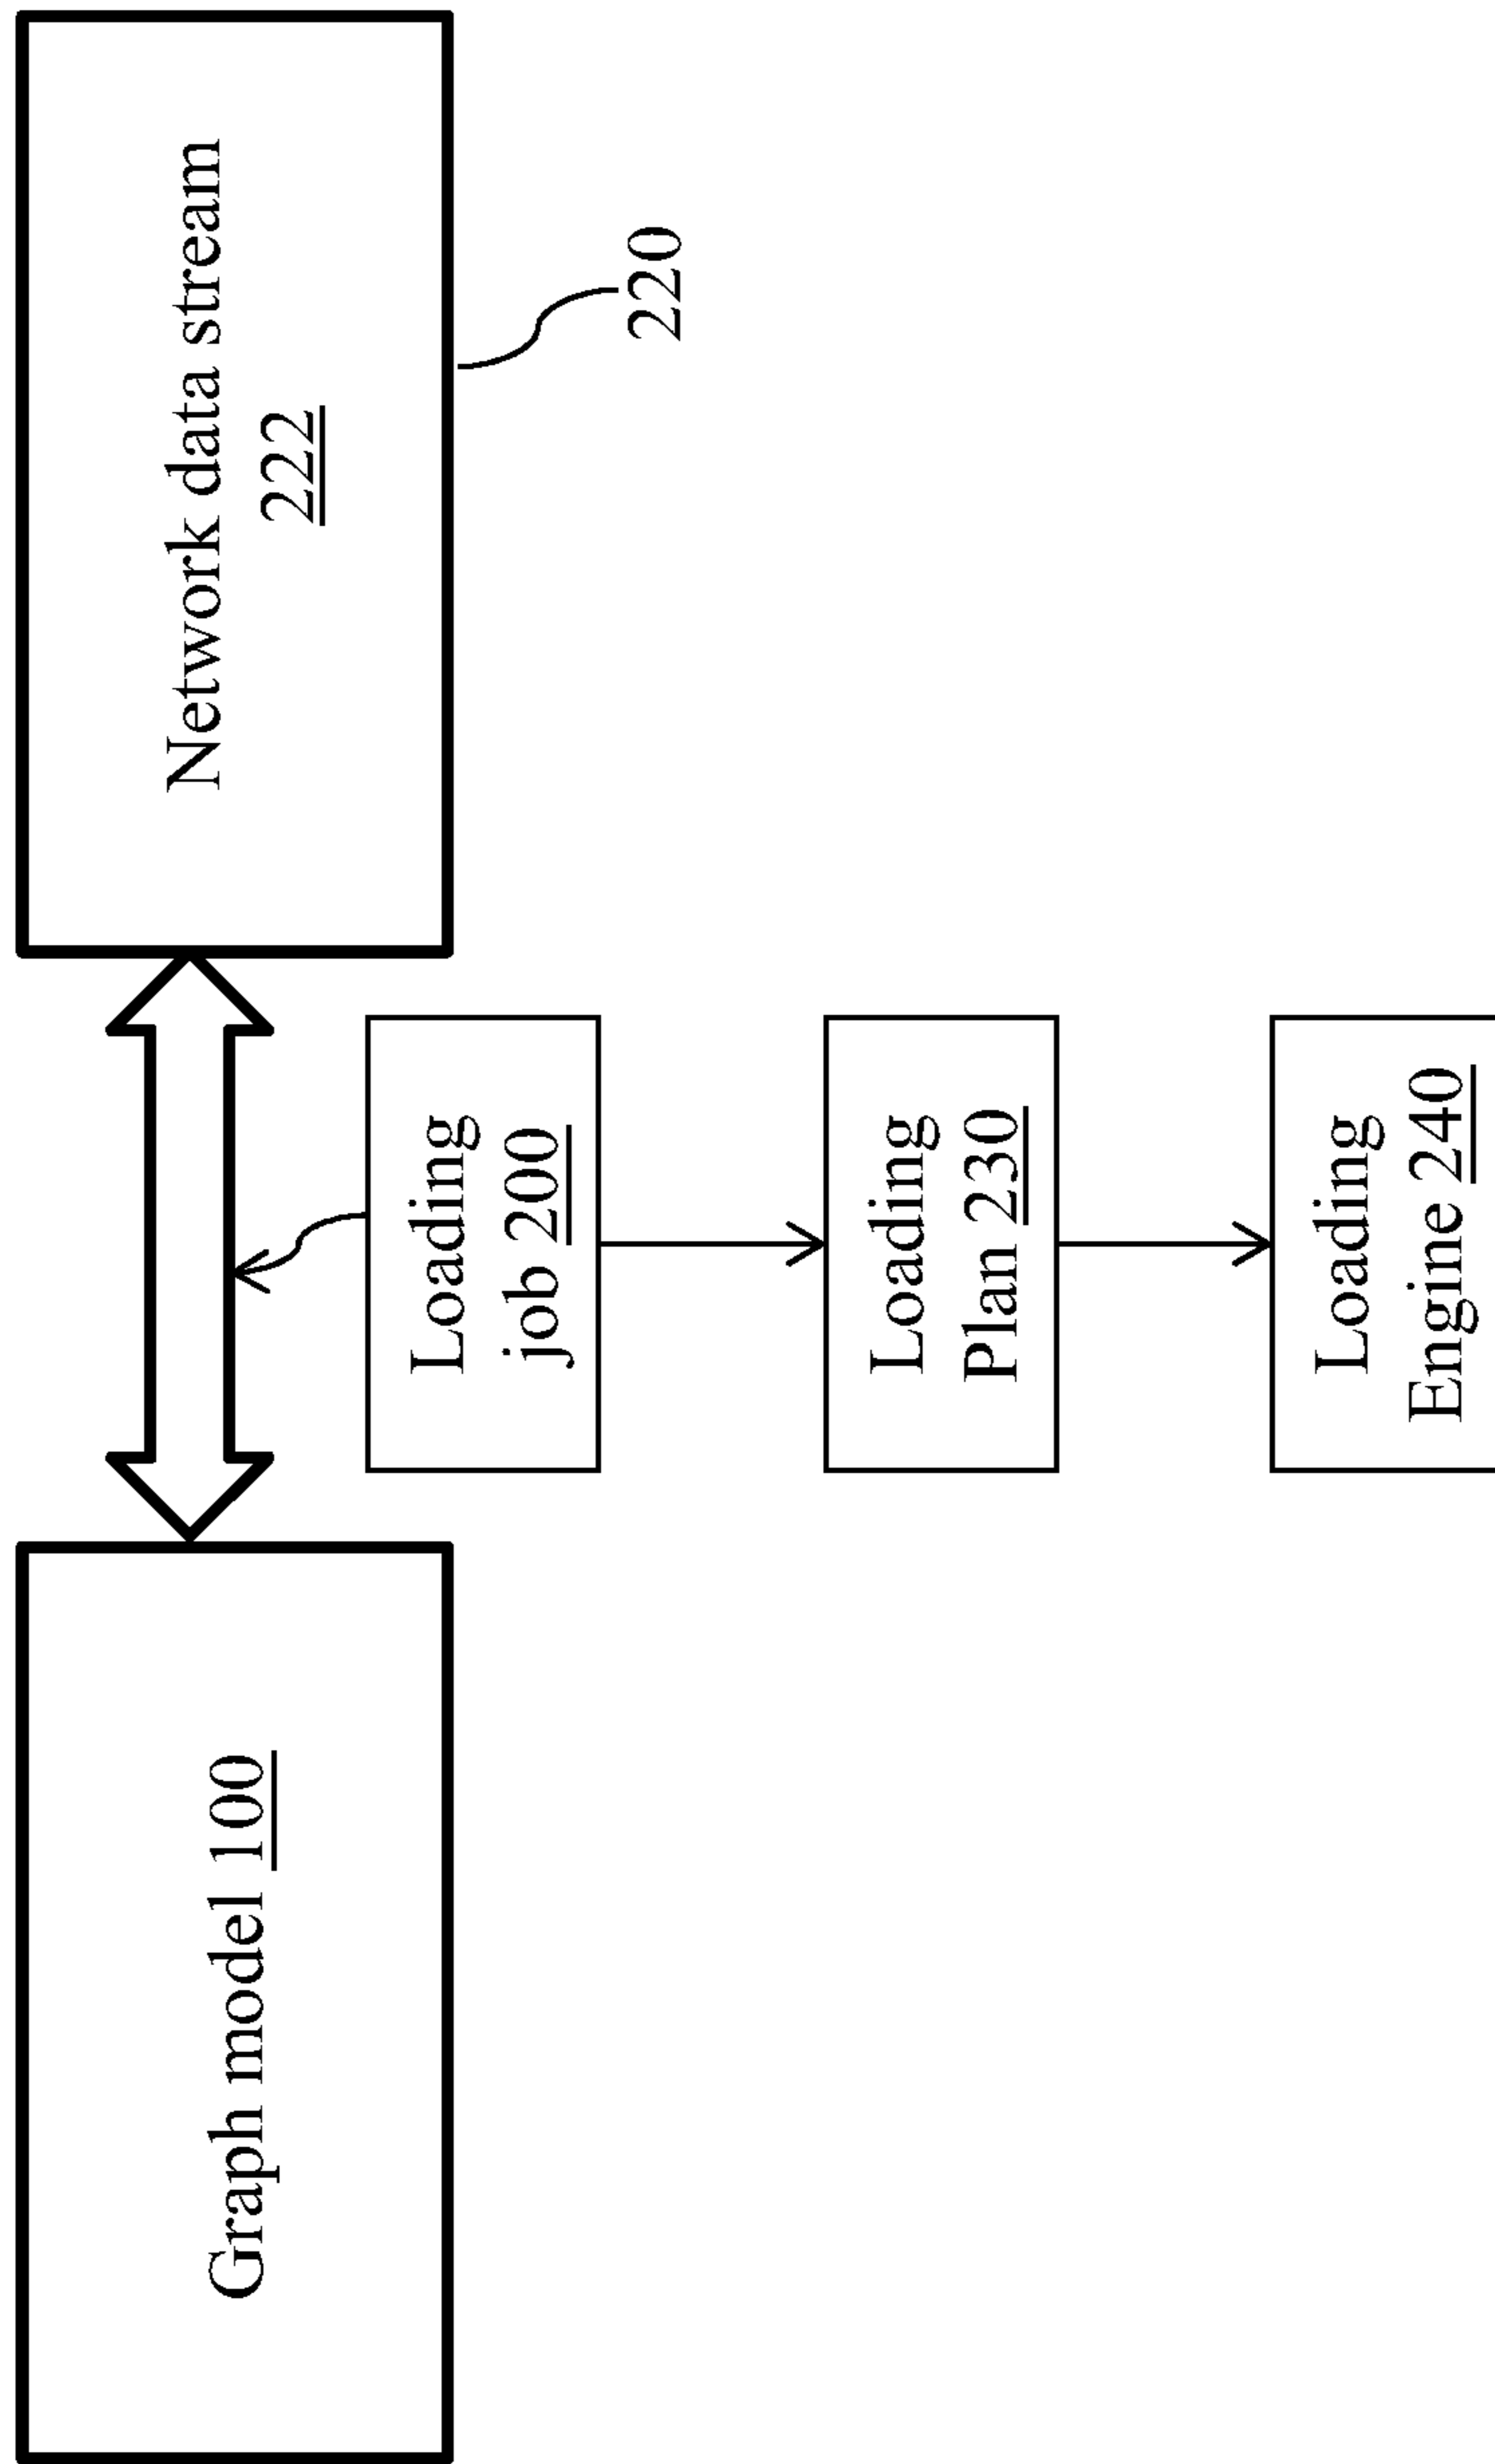 Graph model 100
Network data stream
222
220
Loading
job 200
Loading
Plan 230
Loading
Engine 240